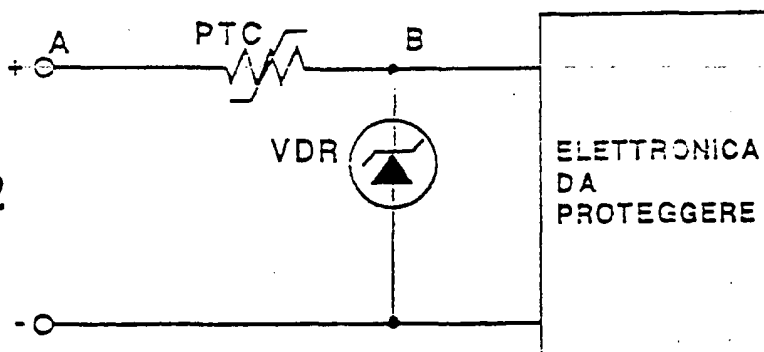 A
PTC
B
+
VDR
2
ELETTRONICA
DA
PROTEGGERE
-